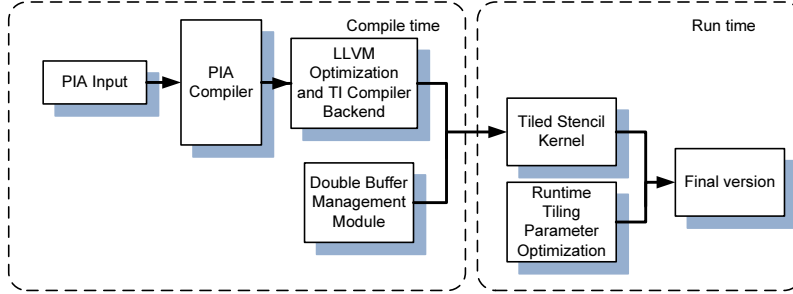 Compile time
Run time
PIA Input
PIA
Compiler
LLVM
Optimization
and TI Compiler
Backend
Double Buffer
Management
Module
Tiled Stencil
Kernel
Runtime
Tiling
Parameter
Optimization
Final version